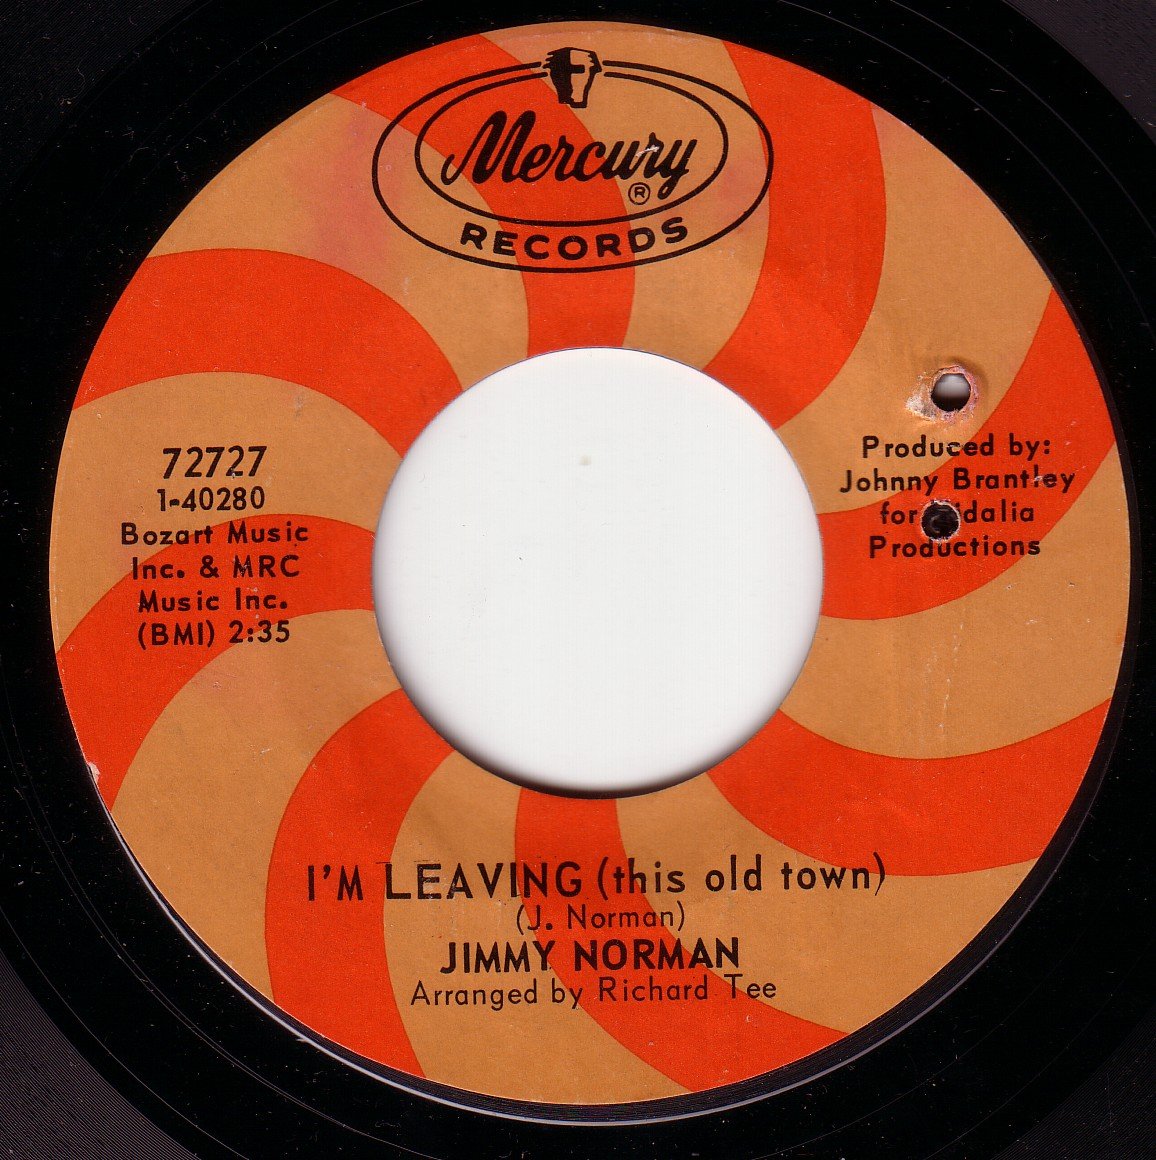 Mercury
®
RECORDS
72727
1-40280
Bozart Music
Inc. & MRC
Music Inc.
(BMI) 2:35
Produced by:
Johnny Brantley
for
Productions
I'M LEAVING (this old town)
(J. Norman)
JIMMY NORMAN
Arranged by Richard Tee